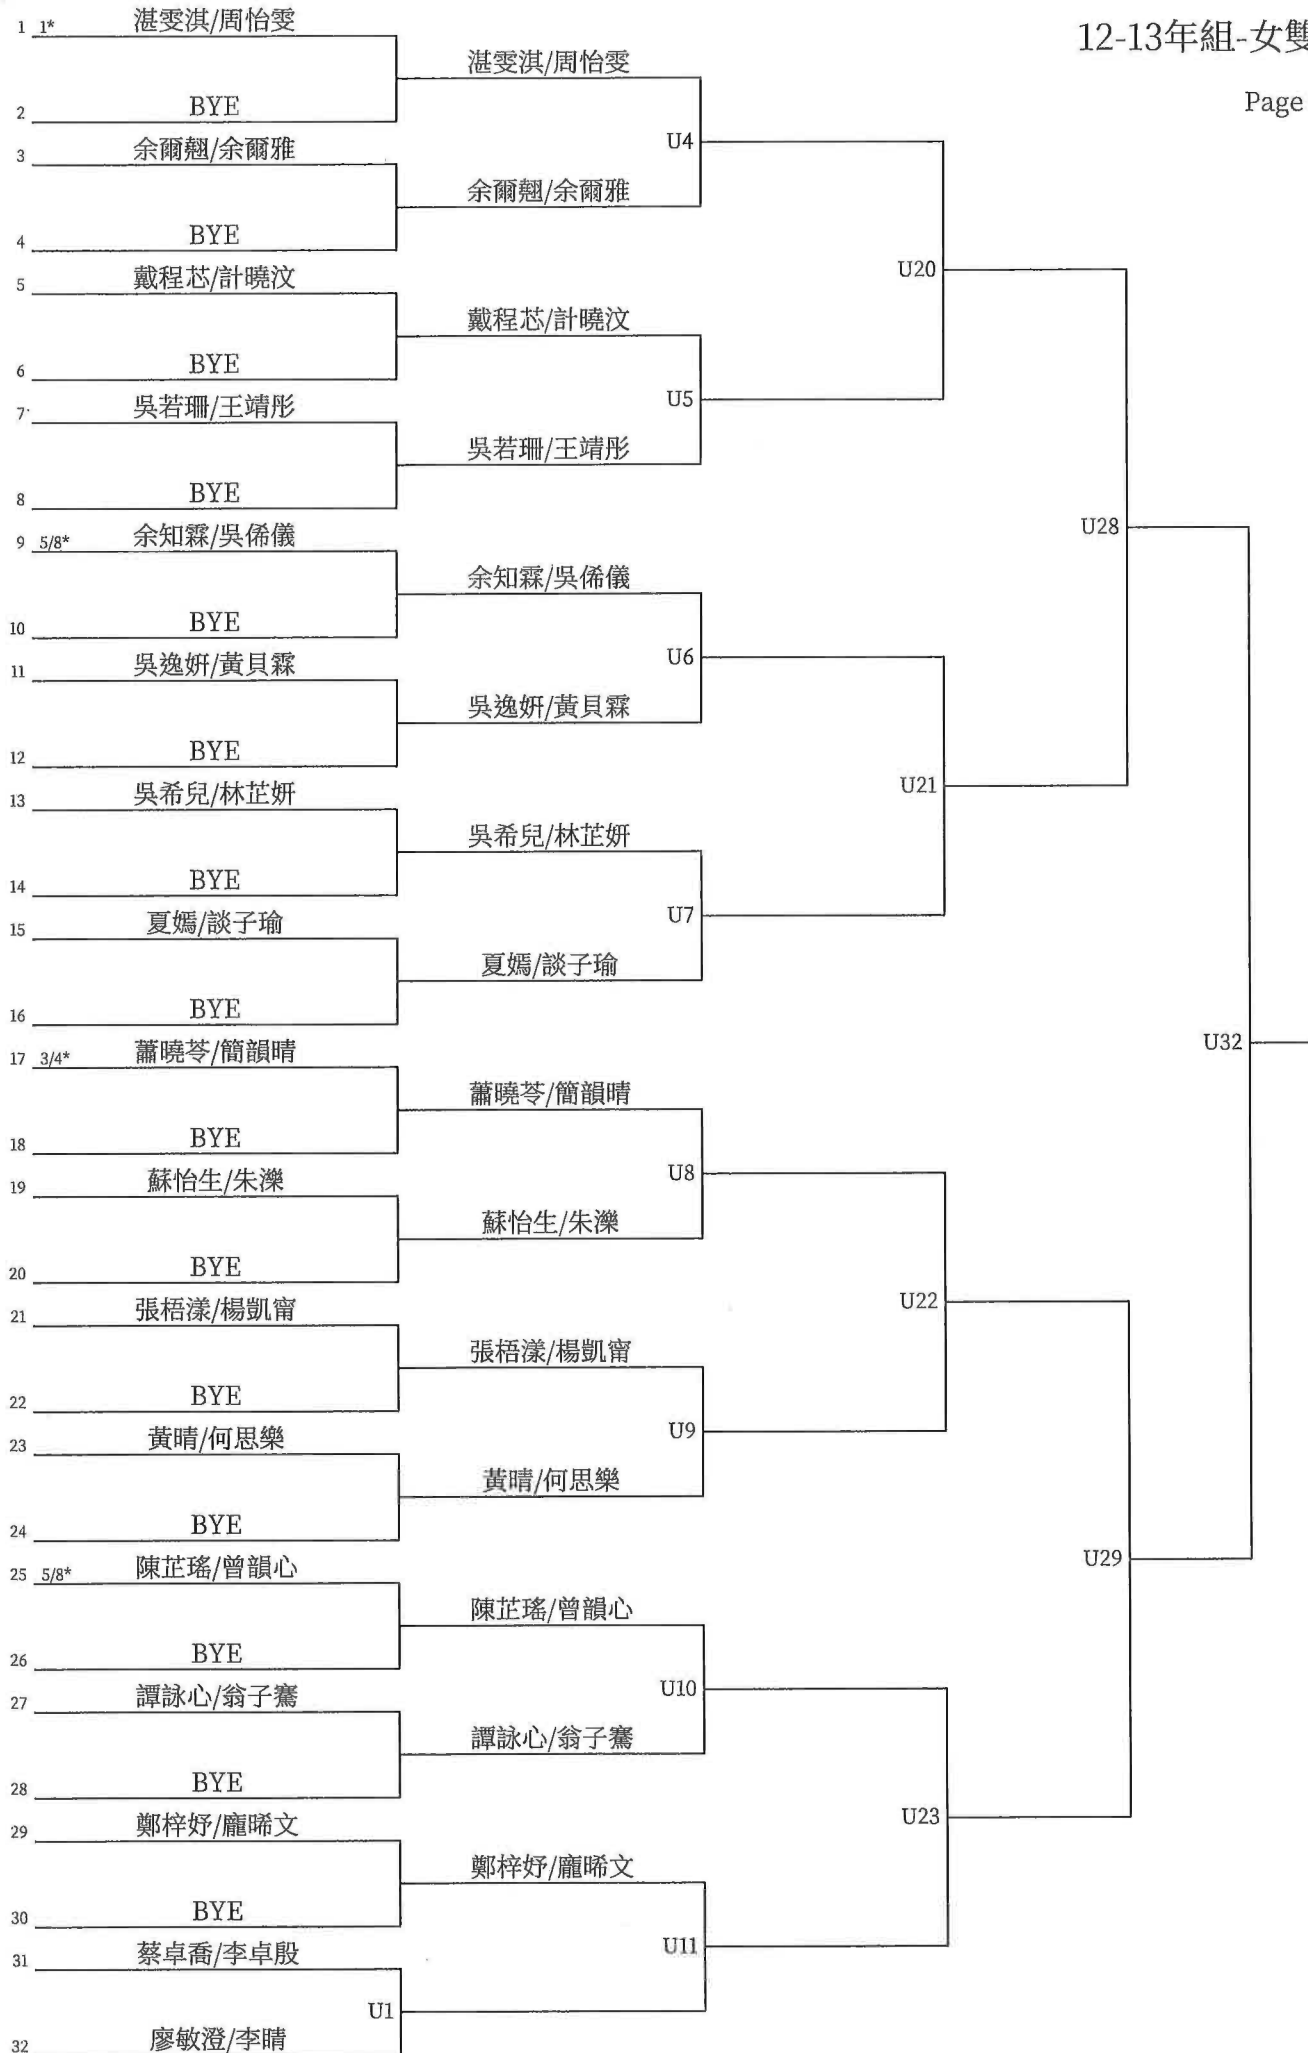 12-13年組-女雙
Page
1 1* 湛雯淇/周怡雯
湛雯淇/周怡雯
2 BYE
U4
3 余爾翹/余爾雅
余爾翹/余爾雅
4 BYE
U20
5 戴程芯/計曉汶
戴程芯/計曉汶
6 BYE
U5
7 吳若珊/王靖彤
吳若珊/王靖彤
8 BYE
U28
9 5/8* 余知霖/吳俙儀
余知霖/吳俙儀
10 BYE
U6
11 吳逸妍/黃貝霖
吳逸妍/黃貝霖
12 BYE
U21
13 吳希兒/林芷妍
吳希兒/林芷妍
14 BYE
U7
15 夏嫣/談子瑜
夏嫣/談子瑜
16 BYE
U32
17 3/4* 蕭曉苓/簡韻晴
蕭曉苓/簡韻晴
18 BYE
U8
19 蘇怡生/朱濼
蘇怡生/朱濼
20 BYE
U22
21 張梧漾/楊凱甯
張梧漾/楊凱甯
22 BYE
U9
23 黃晴/何思樂
黃晴/何思樂
24 BYE
U29
25 5/8* 陳芷瑤/曾韻心
陳芷瑤/曾韻心
26 BYE
U10
27 譚詠心/翁子騫
譚詠心/翁子騫
28 BYE
U23
29 鄭梓妤/龐晞文
鄭梓妤/龐晞文
30 BYE
U11
31 蔡卓喬/李卓殷
U1
32 廖敏澄/李晴